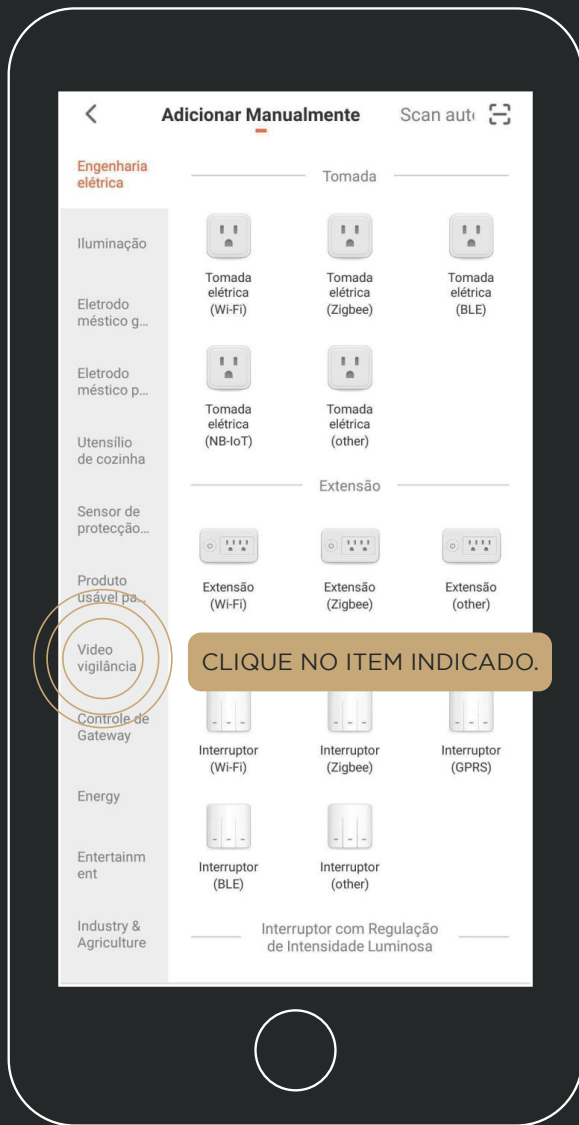 Adicionar Manualmente
Scan aut
Engenharia
elétrica
Iluminação
Eletrodo
méstico g...
Eletrodo
méstico p...
Utensílio
de cozinha
Sensor de
protecção...
Produto
usável pa...
Video
vigilância
Controle de
Gateway
Energy
Entertainm
ent
Industry &
Agriculture
Tomada
Tomada
elétrica
(Wi-Fi)
Tomada
elétrica
(Zigbee)
Tomada
elétrica
(BLE)
Tomada
elétrica
(NB-IoT)
Tomada
elétrica
(other)
Extensão
Extensão
(Wi-Fi)
Extensão
(Zigbee)
Extensão
(other)
CLIQUE NO ITEM INDICADO.
Interruptor
(Wi-Fi)
Interruptor
(Zigbee)
Interruptor
(GPRS)
Interruptor
(BLE)
Interruptor
(other)
Interruptor com Regulação
de Intensidade Luminosa